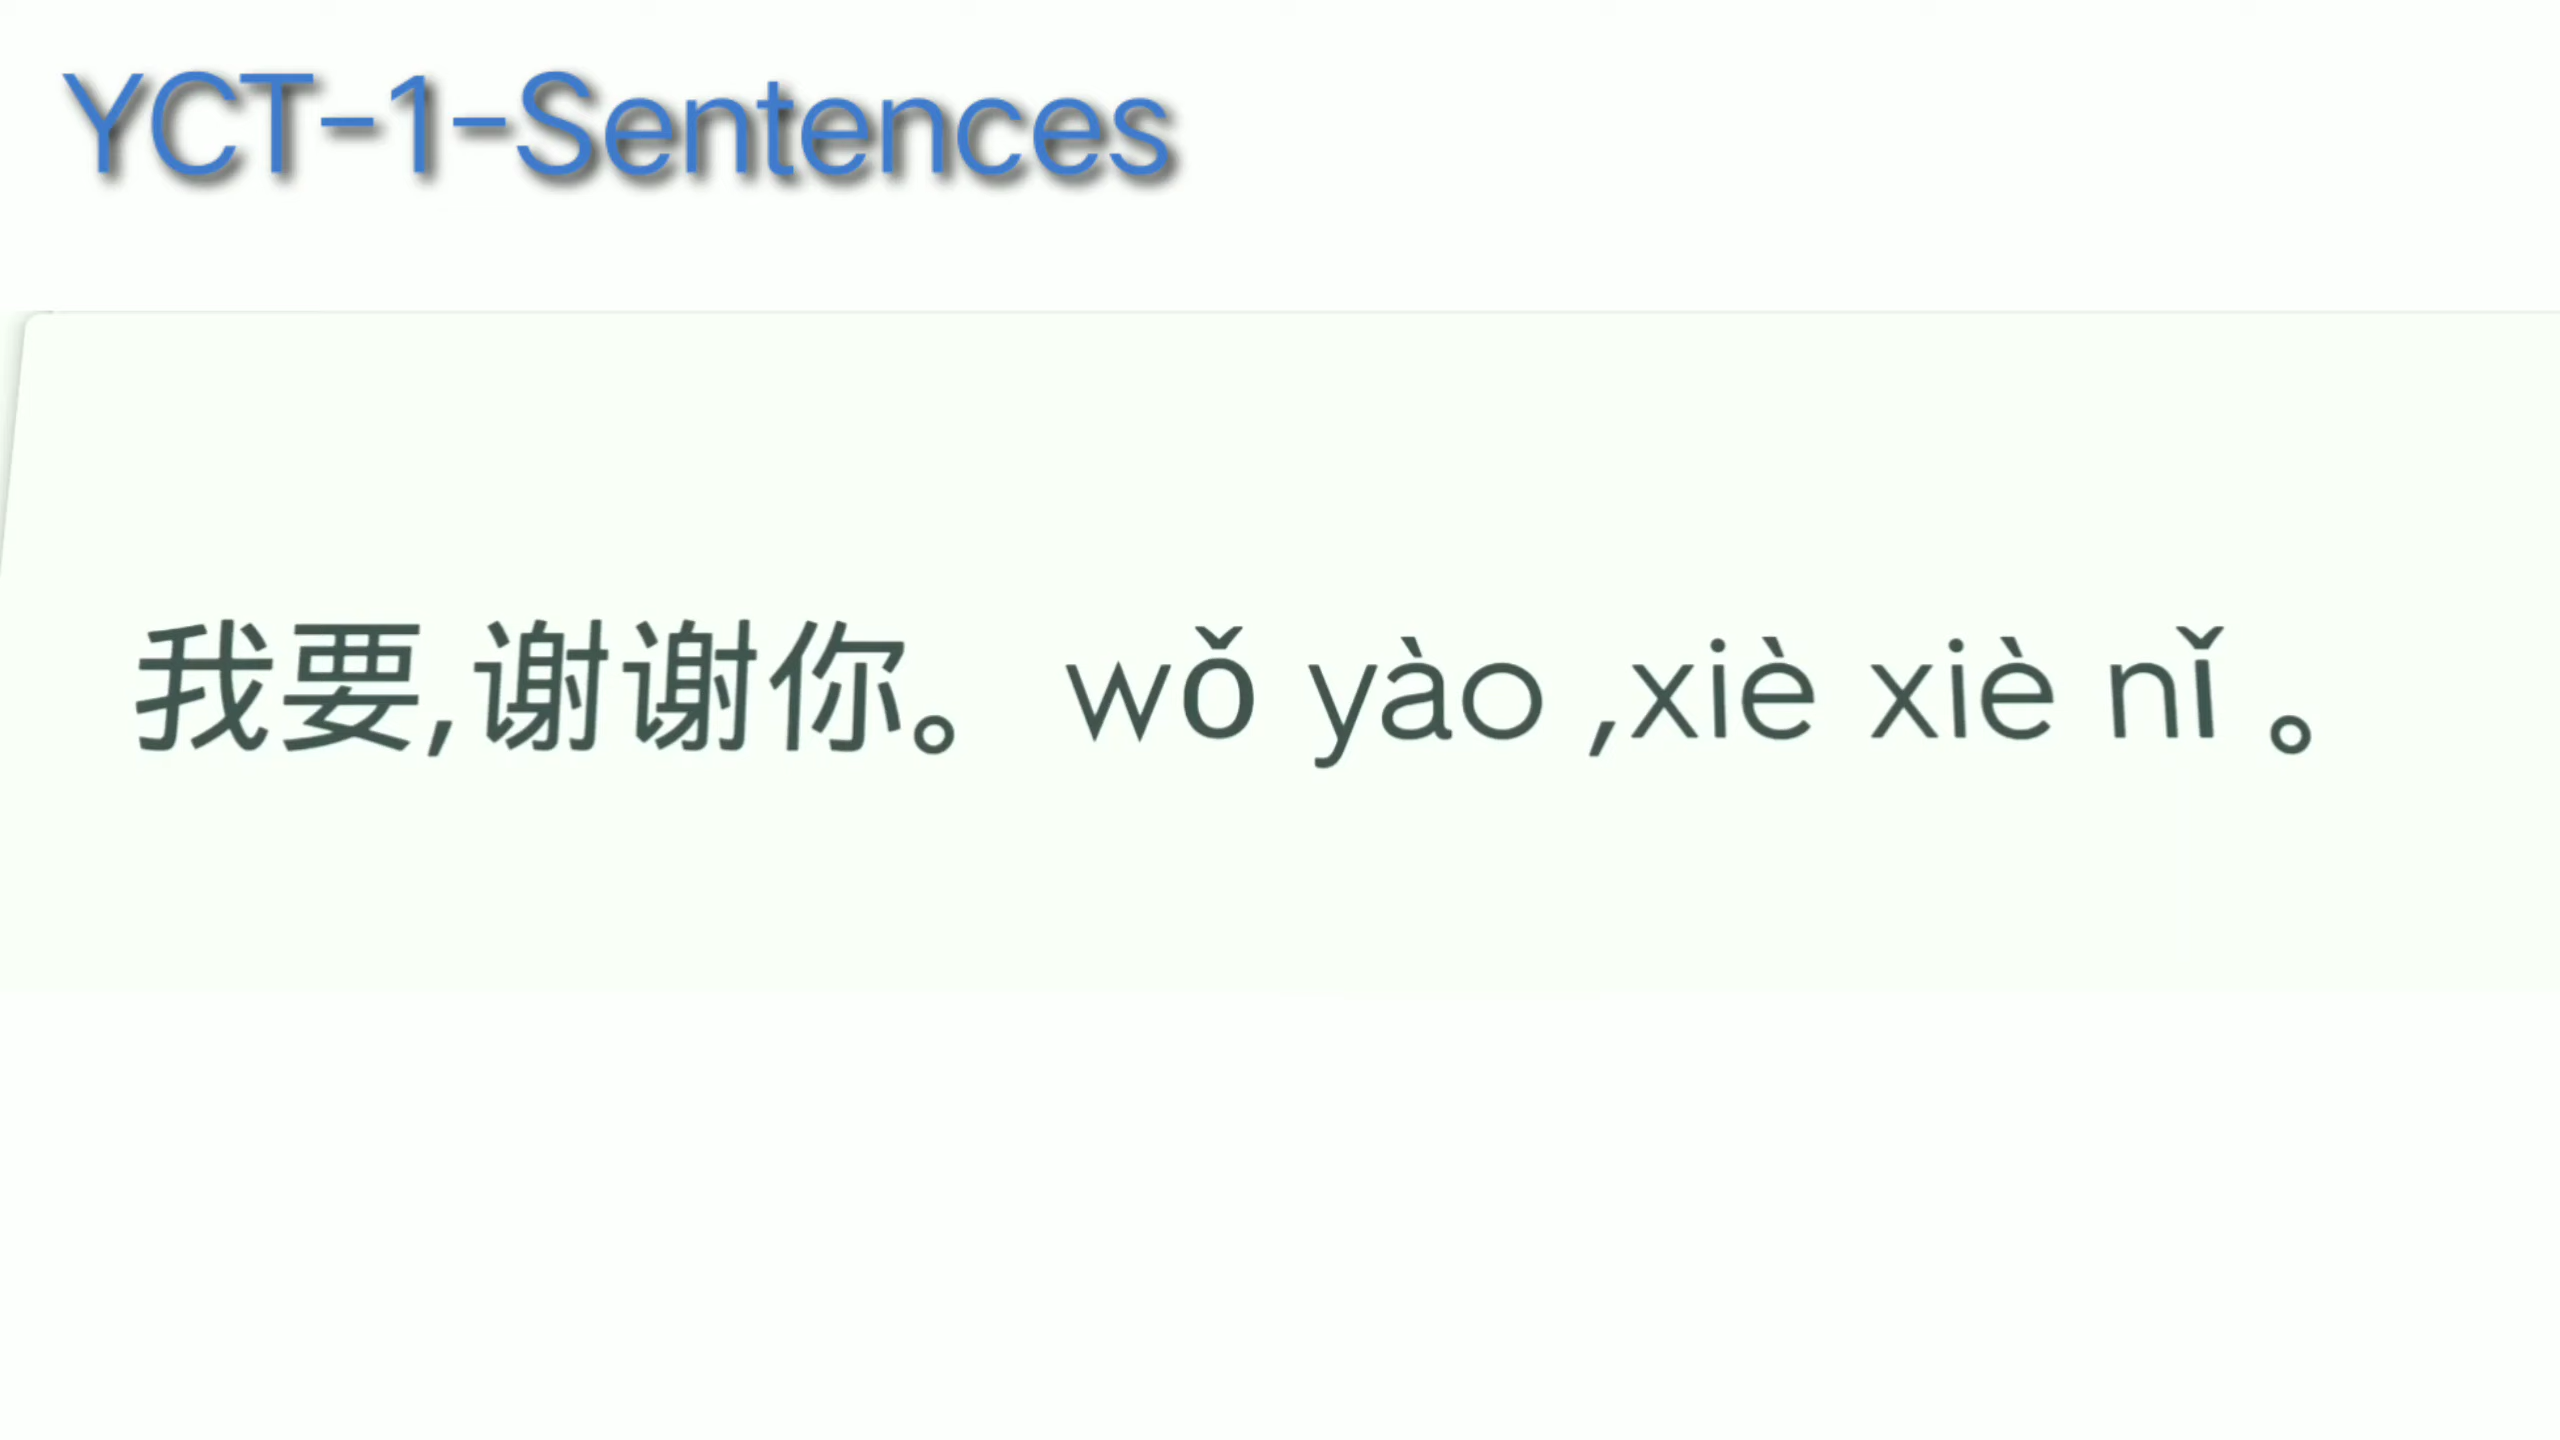 YCT-1-Sentences
我要,谢谢你。 wǒ yào ,xiè xiè nǐ 。